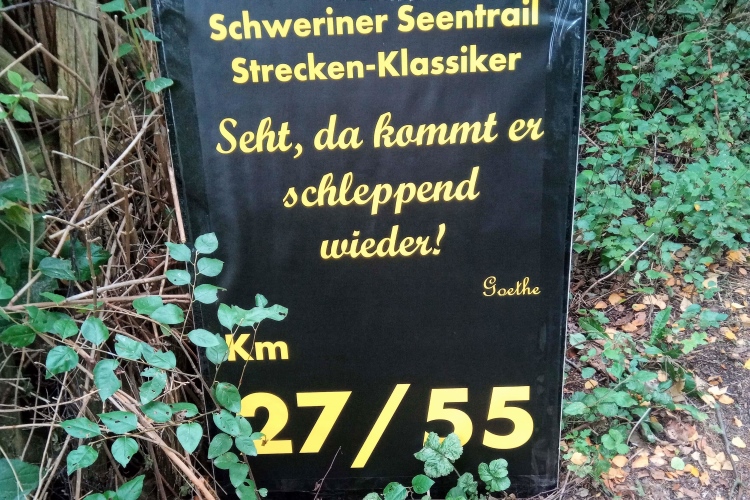 Schweriner Seentrail
Strecken-Klassiker
Seht, da kommt er
schleppend
wieder!
Goethe
Km
27/55